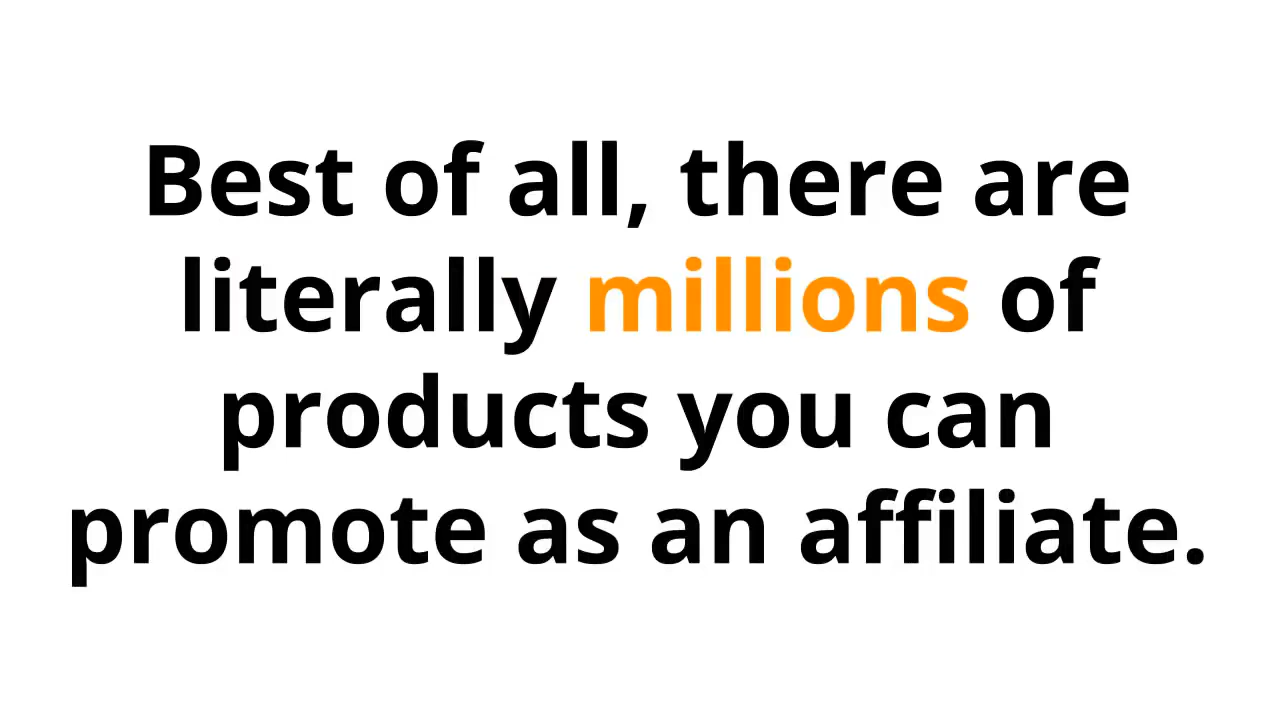 Best of all, there are
literally millions of
products you can
promote as an affiliate.